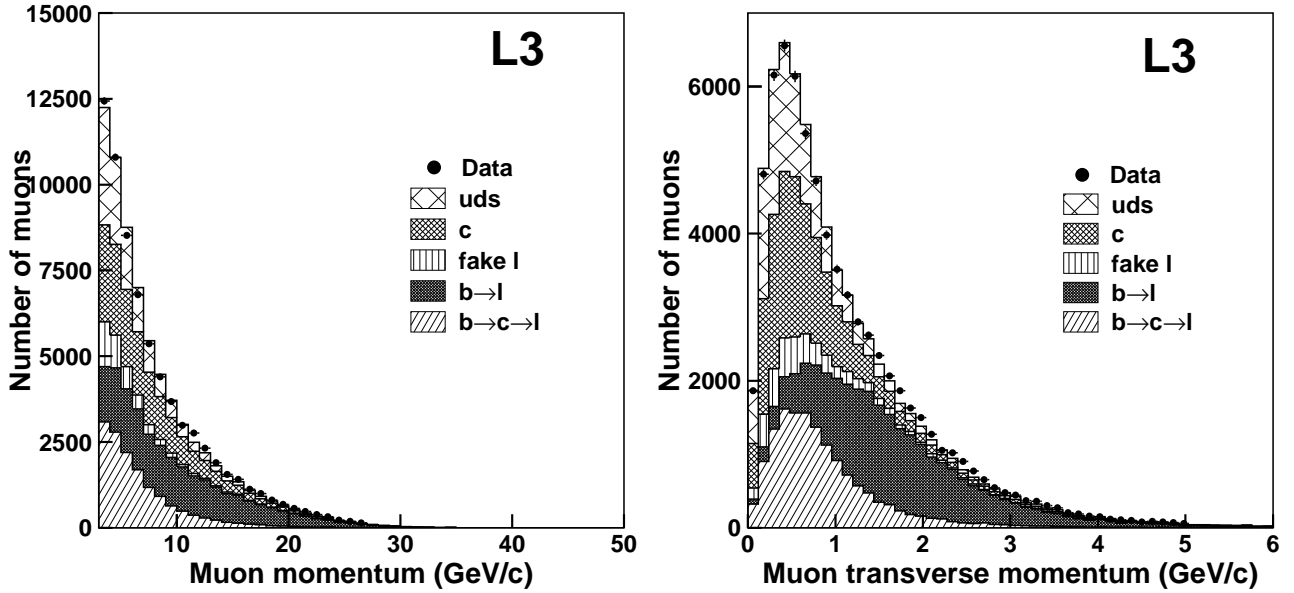 L3
Number of muons
15000
12500
10000
7500
5000
2500
0
Data
uds
c
fake l
b→l
b→c→l
10
20
30
40
50
Muon momentum (GeV/c)
L3
Number of muons
6000
4000
2000
0
Data
uds
c
fake l
b→l
b→c→l
0
1
2
3
4
5
6
Muon transverse momentum (GeV/c)